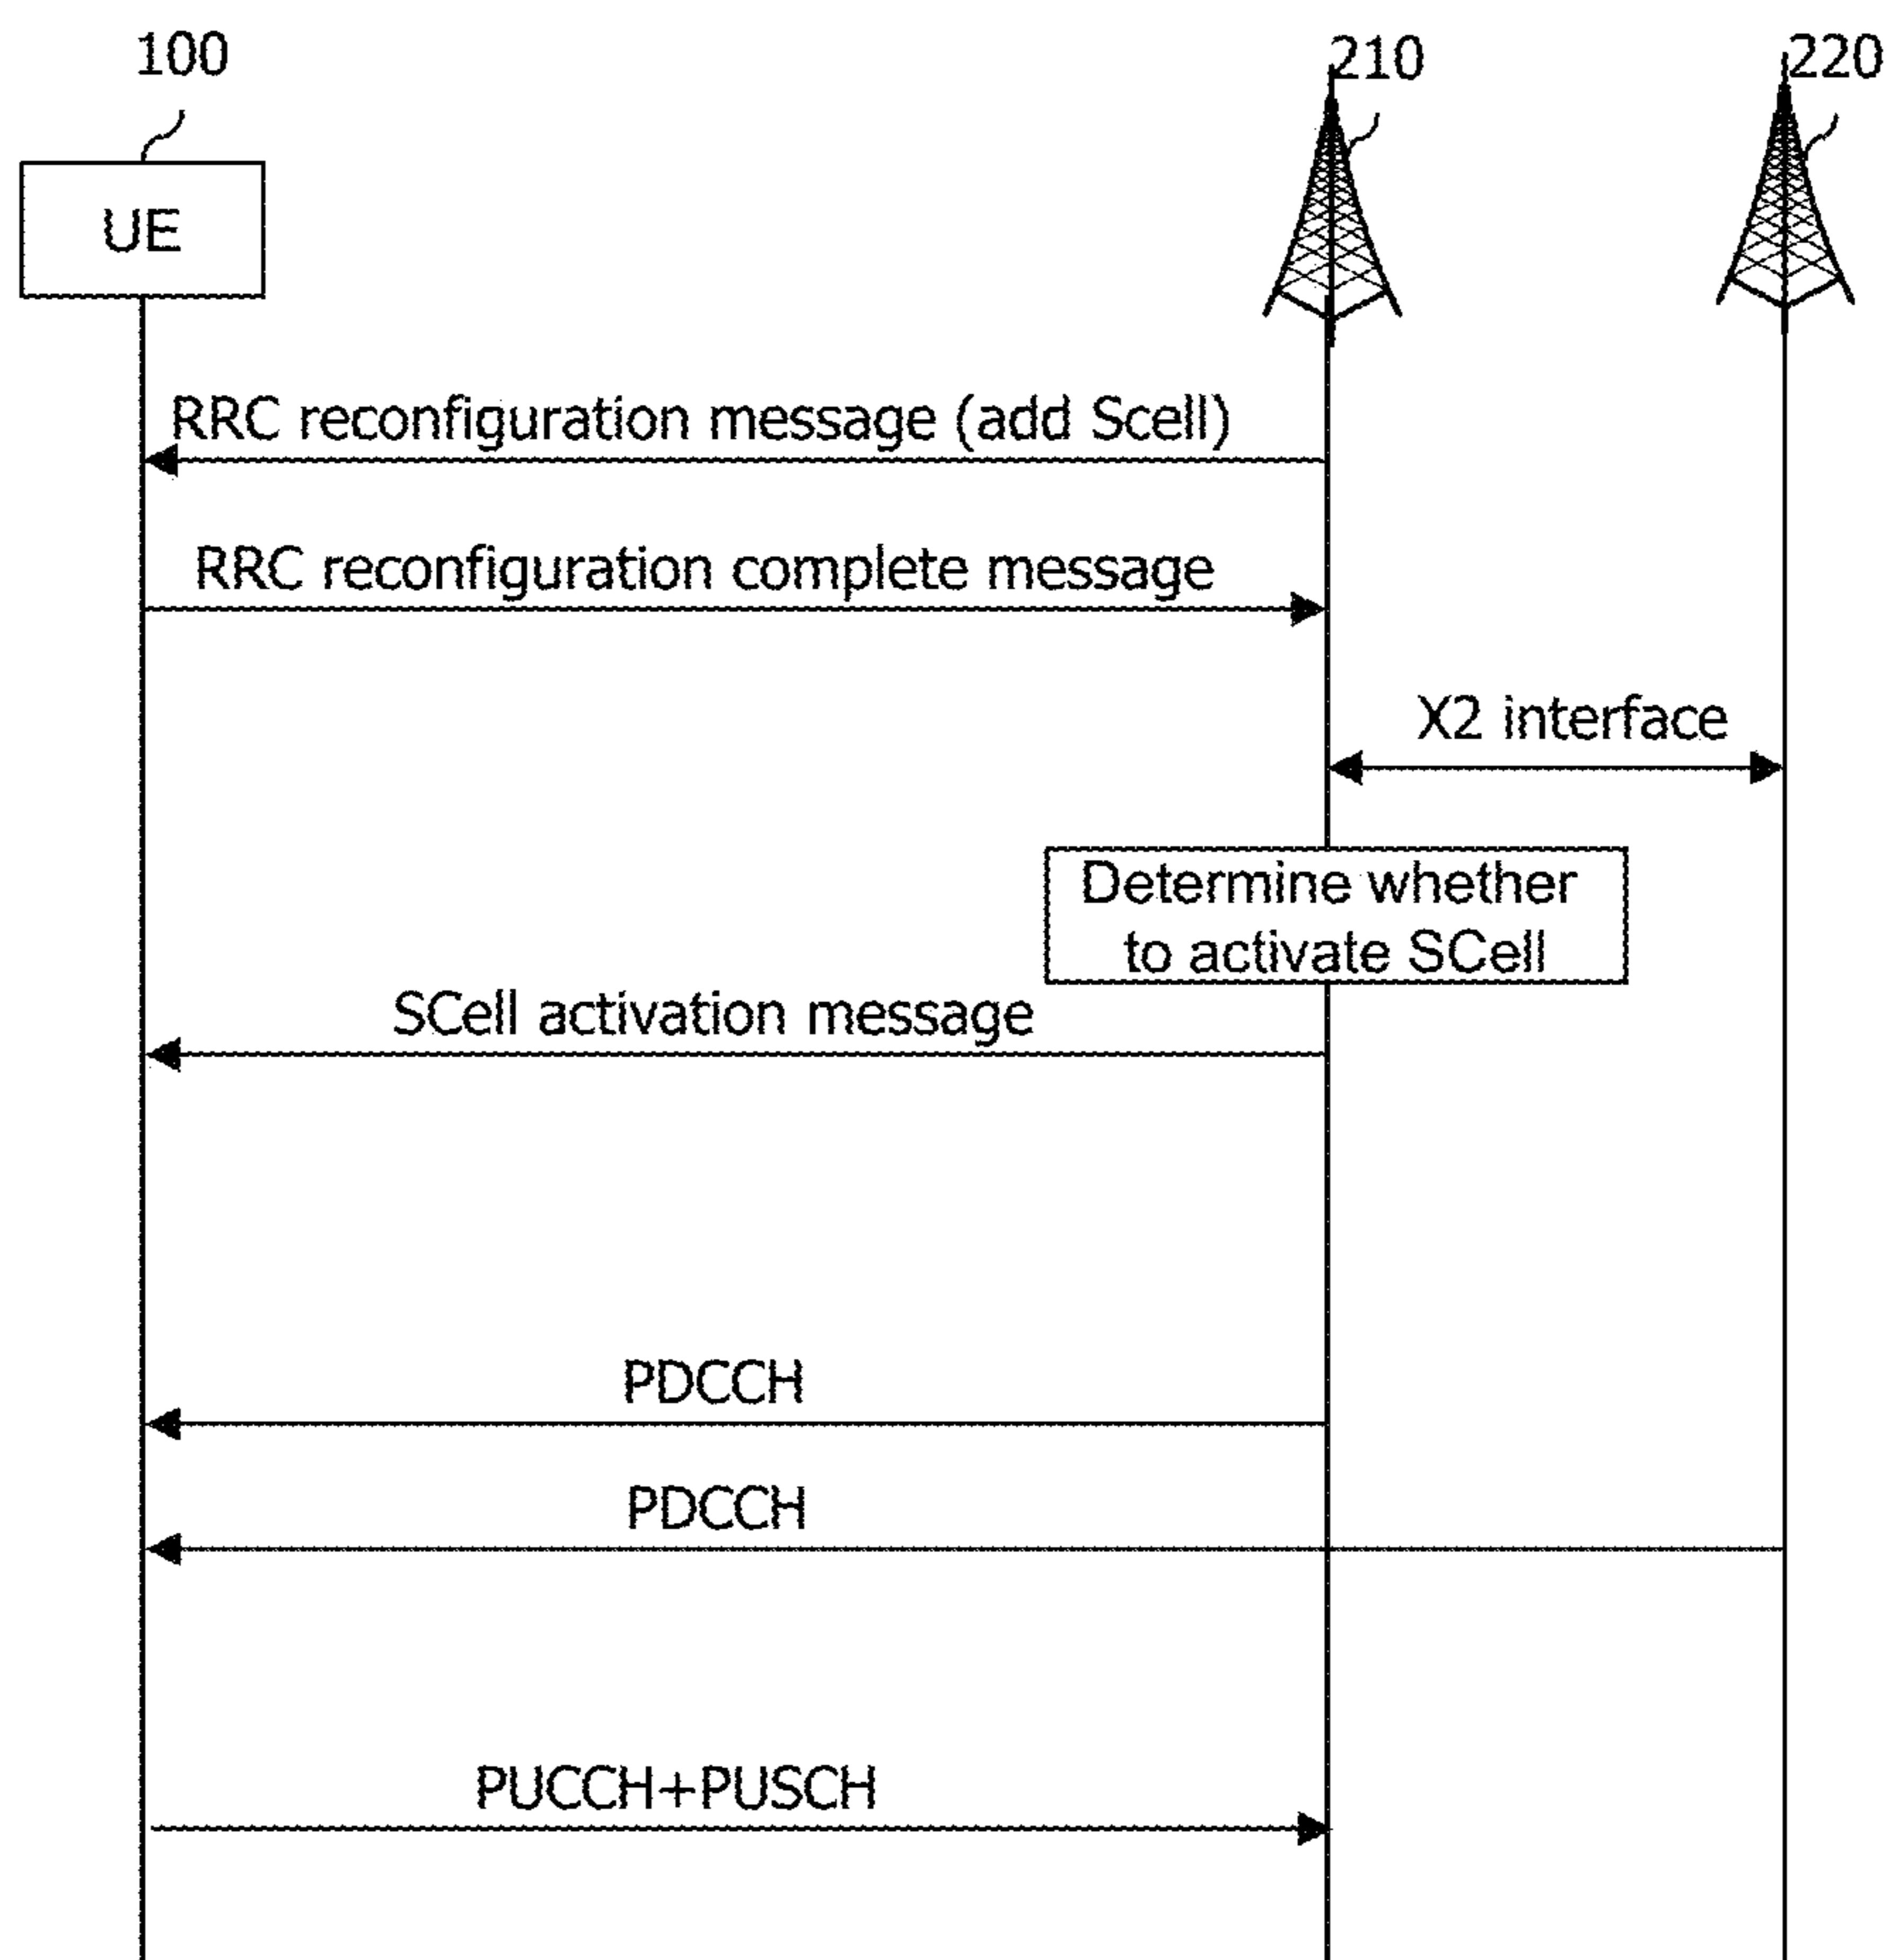 100
210
220
UE
RRC reconfiguration message (add Scell)
RRC reconfiguration complete message
X2 interface
Determine whether
to activate SCell
SCell activation message
PDCCH
PDCCH
PUCCH+PUSCH